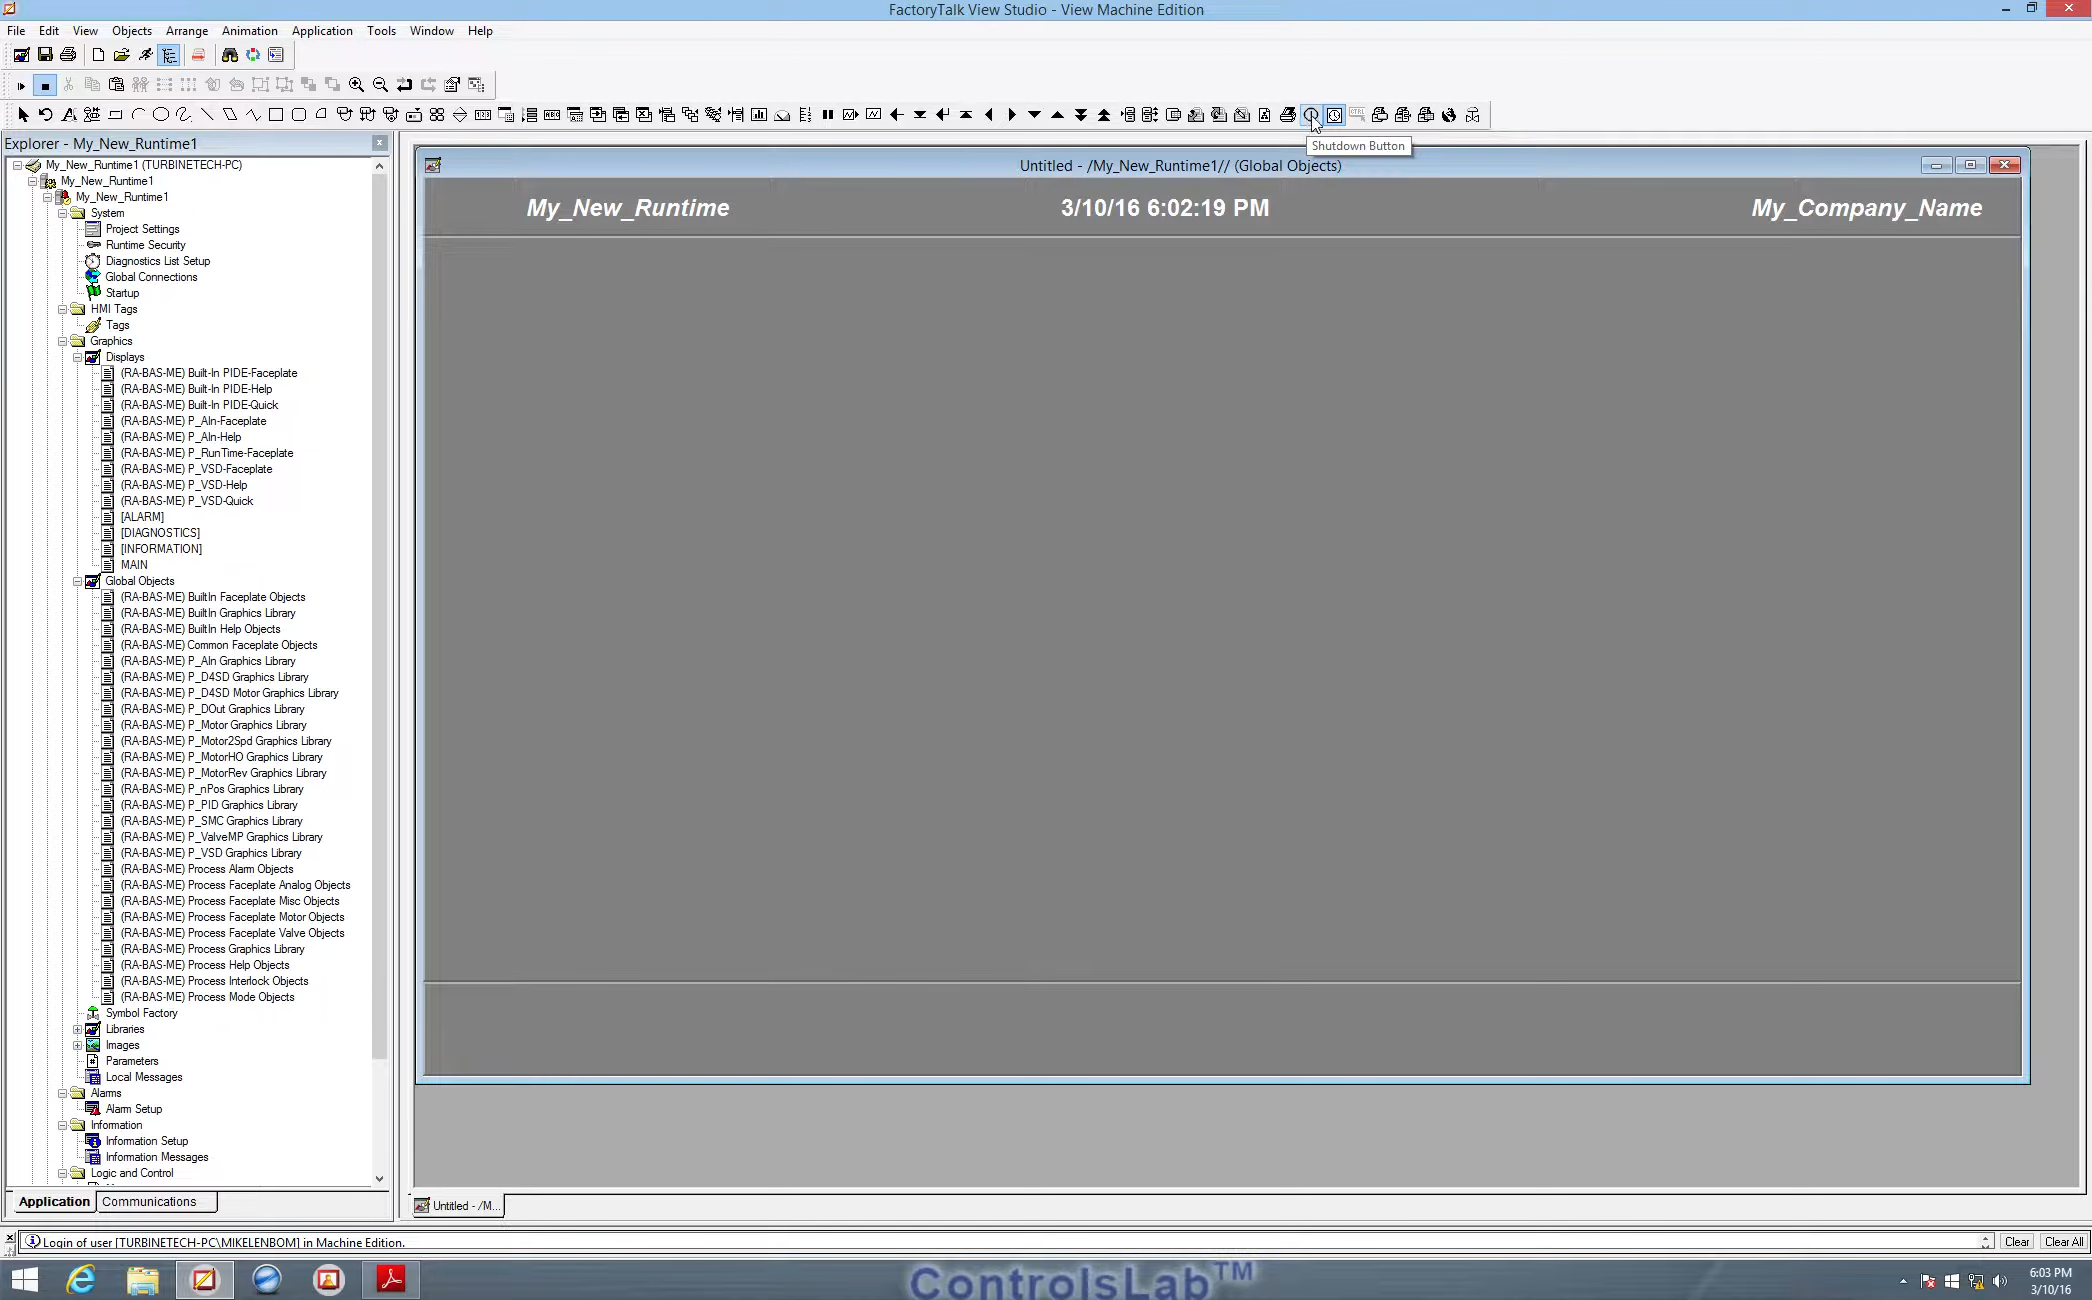 FactoryTalk View Studio - View Machine Edition
File Edit View Objects Arrange Animation Objects Application Tools Window Help
Explorer - My_New_Runtime1
Shutdown Button
My_New_Runtime1 (TURBINETECH-PC)
My_New_Runtime1
My_New_Runtime1
System
Project Settings
Runtime Security
Diagnostics List Setup
Global Connections
Startup
HMI Tags
Tags
Graphics
Displays
(RA-BAS-ME) Built-In PIDE-Faceplate
(RA-BAS-ME) Built-In PIDE-Help
(RA-BAS-ME) Built-In PIDE-Quick
(RA-BAS-ME) P_AIn-Faceplate
(RA-BAS-ME) P_AIn-Help
(RA-BAS-ME) P_RunTime-Faceplate
(RA-BAS-ME) P_VSD-Faceplate
(RA-BAS-ME) P_VSD-Help
(RA-BAS-ME) P_VSD-Quick
[ALARM]
[DIAGNOSTICS]
[INFORMATION]
MAIN
Global Objects
(RA-BAS-ME) BuiltIn Faceplate Objects
(RA-BAS-ME) BuiltIn Graphics Library
(RA-BAS-ME) BuiltIn Help Objects
(RA-BAS-ME) Common Faceplate Objects
(RA-BAS-ME) P_AIn Graphics Library
(RA-BAS-ME) P_D4SD Graphics Library
(RA-BAS-ME) P_D4SD Motor Graphics Library
(RA-BAS-ME) P_DOut Graphics Library
(RA-BAS-ME) P_Motor Graphics Library
(RA-BAS-ME) P_Motor2Spd Graphics Library
(RA-BAS-ME) P_MotorHO Graphics Library
(RA-BAS-ME) P_MotorRev Graphics Library
(RA-BAS-ME) P_nPos Graphics Library
(RA-BAS-ME) P_PID Graphics Library
(RA-BAS-ME) P_SMC Graphics Library
(RA-BAS-ME) P_ValveMP Graphics Library
(RA-BAS-ME) P_VSD Graphics Library
(RA-BAS-ME) Process Alarm Objects
(RA-BAS-ME) Process Faceplate Analog Objects
(RA-BAS-ME) Process Faceplate Misc Objects
(RA-BAS-ME) Process Faceplate Motor Objects
(RA-BAS-ME) Process Faceplate Valve Objects
(RA-BAS-ME) Process Graphics Library
(RA-BAS-ME) Process Help Objects
(RA-BAS-ME) Process Interlock Objects
(RA-BAS-ME) Process Mode Objects
Symbol Factory
Libraries
Images
Parameters
Local Messages
Alarms
Alarm Setup
Information
Information Setup
Information Messages
Logic and Control
Application Communications
Untitled - /My_New_Runtime1// (Global Objects)
My_New_Runtime 3/10/16 6:02:19 PM My_Company_Name
Untitled - /M...
Login of user [TURBINETECH-PC\MIKELENBOM] in Machine Edition.
Clear Clear All
ControlsLab™
6:03 PM
3/10/16